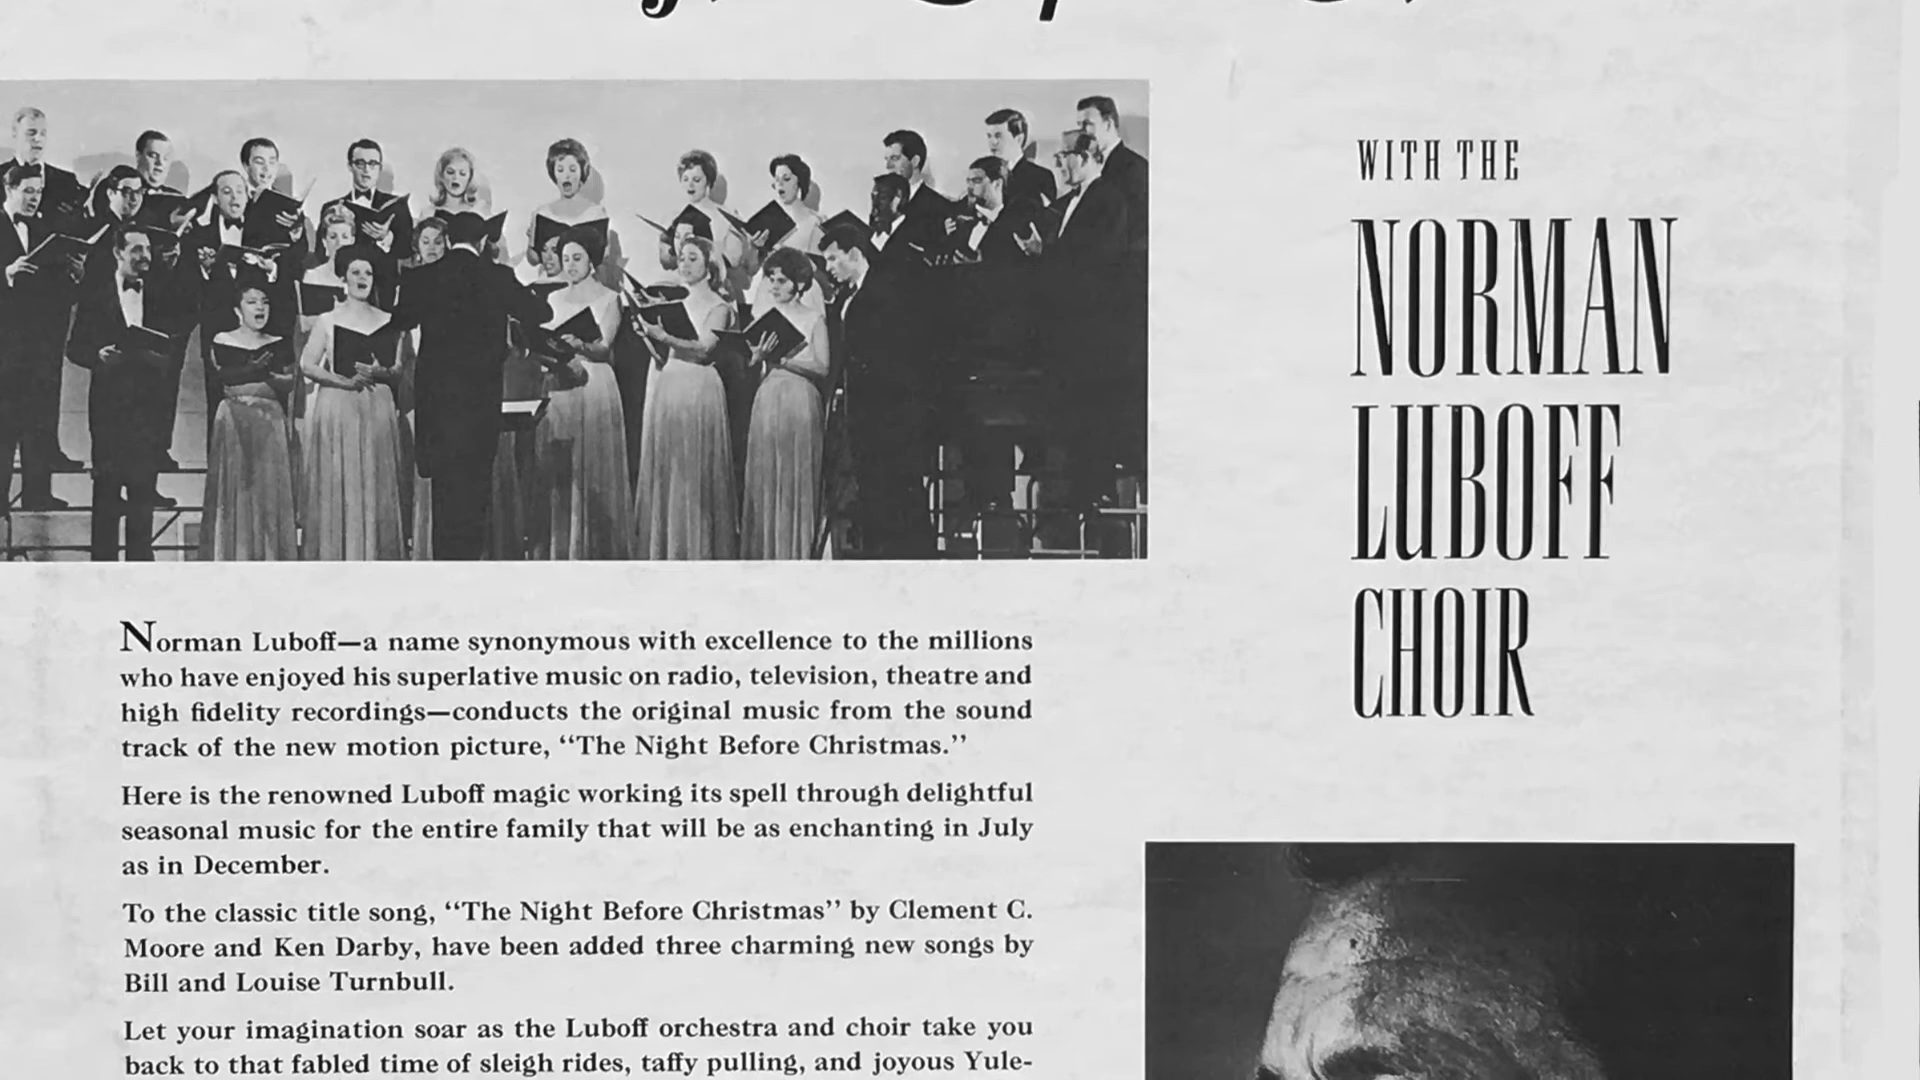 WITH THE
NORMAN
LUBOFF
CHOIR
Norman Luboff—a name synonymous with excellence to the millions
who have enjoyed his superlative music on radio, television, theatre and
high fidelity recordings—conducts the original music from the sound
track of the new motion picture, “The Night Before Christmas.”
Here is the renowned Luboff magic working its spell through delightful
seasonal music for the entire family that will be as enchanting in July
as in December.
To the classic title song, “The Night Before Christmas” by Clement C.
Moore and Ken Darby, have been added three charming new songs by
Bill and Louise Turnbull.
Let your imagination soar as the Luboff orchestra and choir take you
back to that fabled time of sleigh rides, taffy pulling, and joyous Yule-